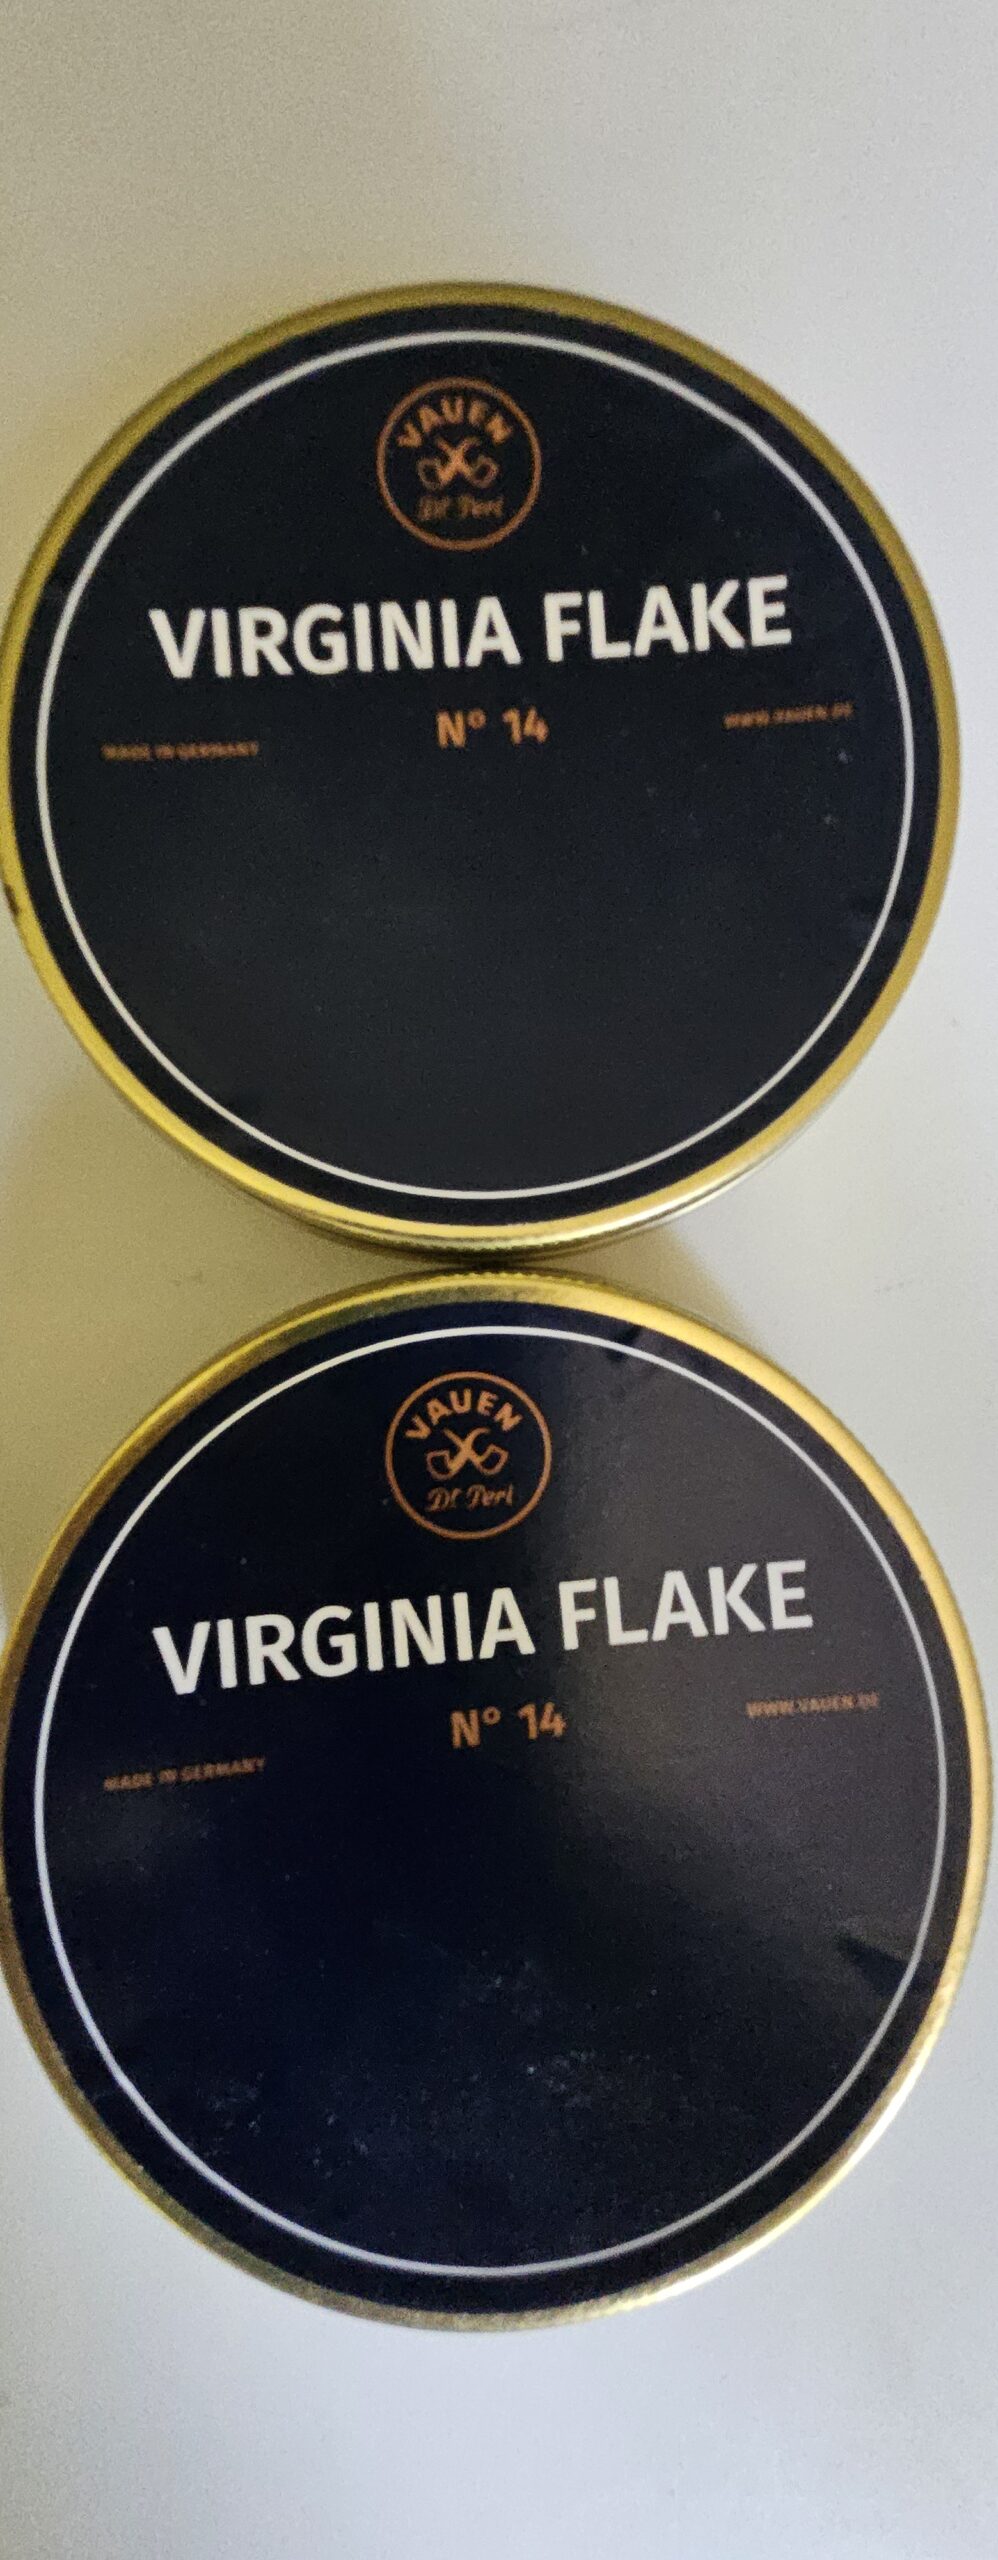 VAUEN
Dr. Perl
VIRGINIA FLAKE
N° 14
WWW.VAUEN.DE
MADE IN GERMANY
VAUEN
Dr. Perl
VIRGINIA FLAKE
N° 14
WWW.VAUEN.DE
MADE IN GERMANY